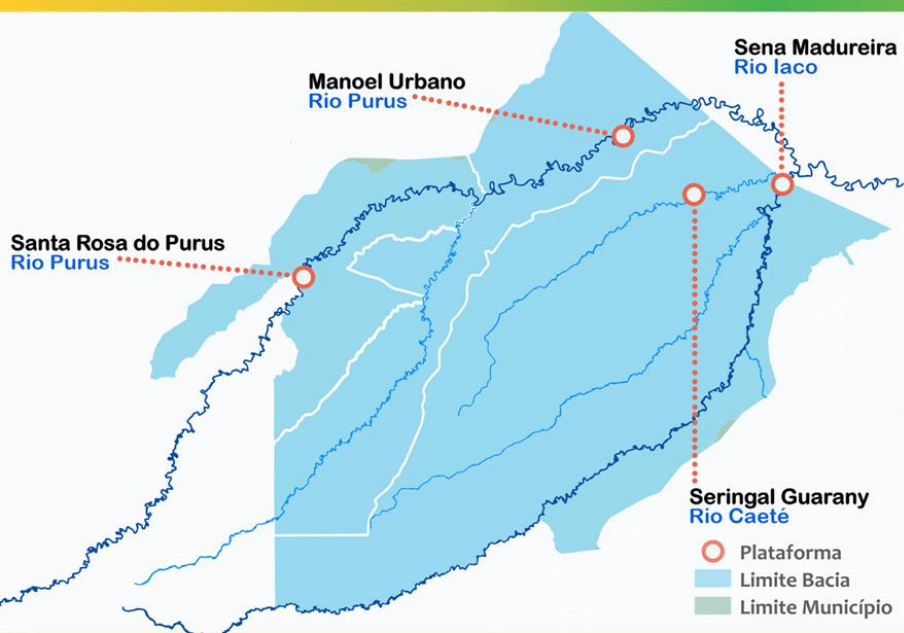 Sena Madureira
Rio Iaco
Manoel Urbano
Rio Purus
Santa Rosa do Purus
Rio Purus
Seringal Guarany
Rio Caeté
Plataforma
Limite Bacia
Limite Município